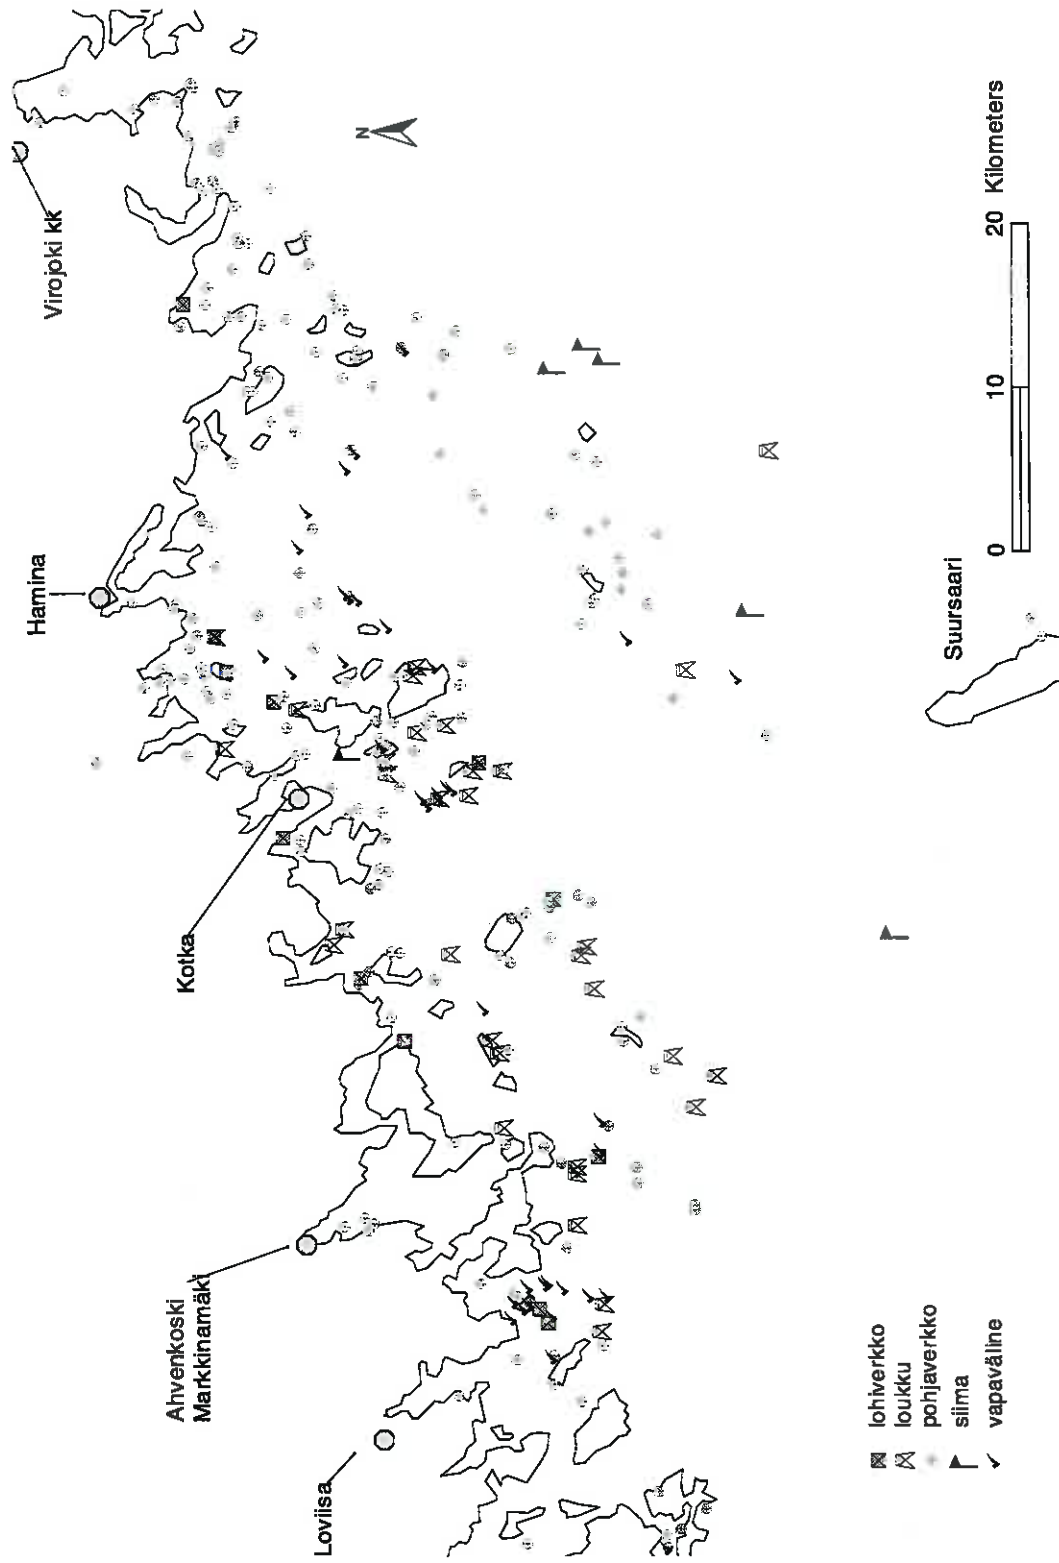 Loviisa
Ahvenkoski
Markkinamäki
Kotka
Hamina
Virojoki kk
N
Suursaari
0 10 20 Kilometers
lohiverkko
loukku
pohjaverkko
siima
vapaväline